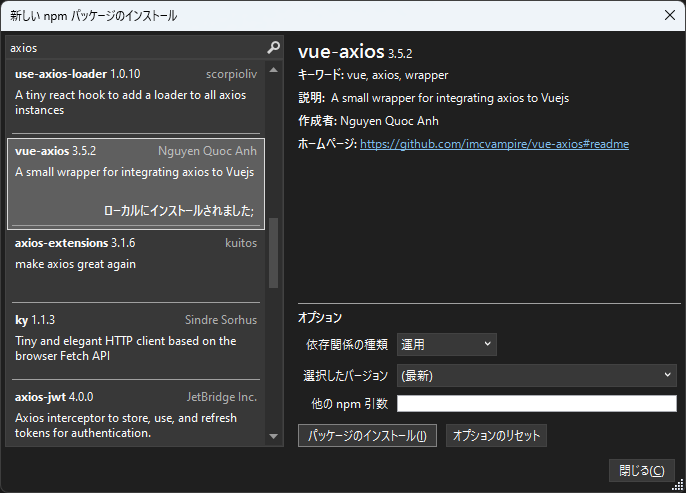 新しい npm パッケージのインストール
axios
use-axios-loader 1.0.10 scorpioliv
A tiny react hook to add a loader to all axios
instances
vue-axios 3.5.2 Nguyen Quoc Anh
A small wrapper for integrating axios to Vuejs
ローカルにインストールされました;
axios-extensions 3.1.6 kuitos
make axios great again
ky 1.1.3 Sindre Sorhus
Tiny and elegant HTTP client based on the
browser Fetch API
axios-jwt 4.0.0 JetBridge Inc.
Axios interceptor to store, use, and refresh
tokens for authentication.
vue-axios 3.5.2
キーワード: vue, axios, wrapper
説明: A small wrapper for integrating axios to Vuejs
作成者: Nguyen Quoc Anh
ホームページ: https://github.com/imcvampire/vue-axios#readme
オプション
依存関係の種類 運用
選択したバージョン (最新)
他の npm 引数
パッケージのインストール(I) オプションのリセット
閉じる(C)